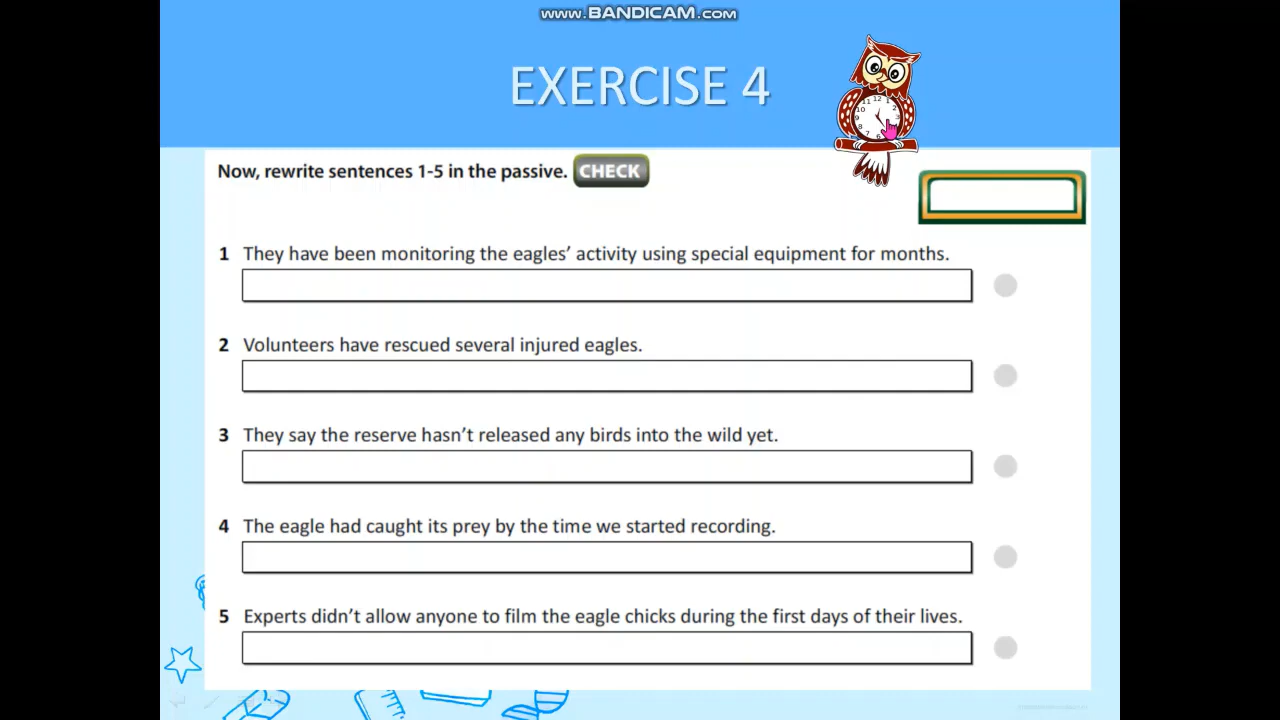 www.BANDICAM.com
EXERCISE 4
Now, rewrite sentences 1-5 in the passive. CHECK
1 They have been monitoring the eagles’ activity using special equipment for months.
2 Volunteers have rescued several injured eagles.
3 They say the reserve hasn’t released any birds into the wild yet.
4 The eagle had caught its prey by the time we started recording.
5 Experts didn’t allow anyone to film the eagle chicks during the first days of their lives.